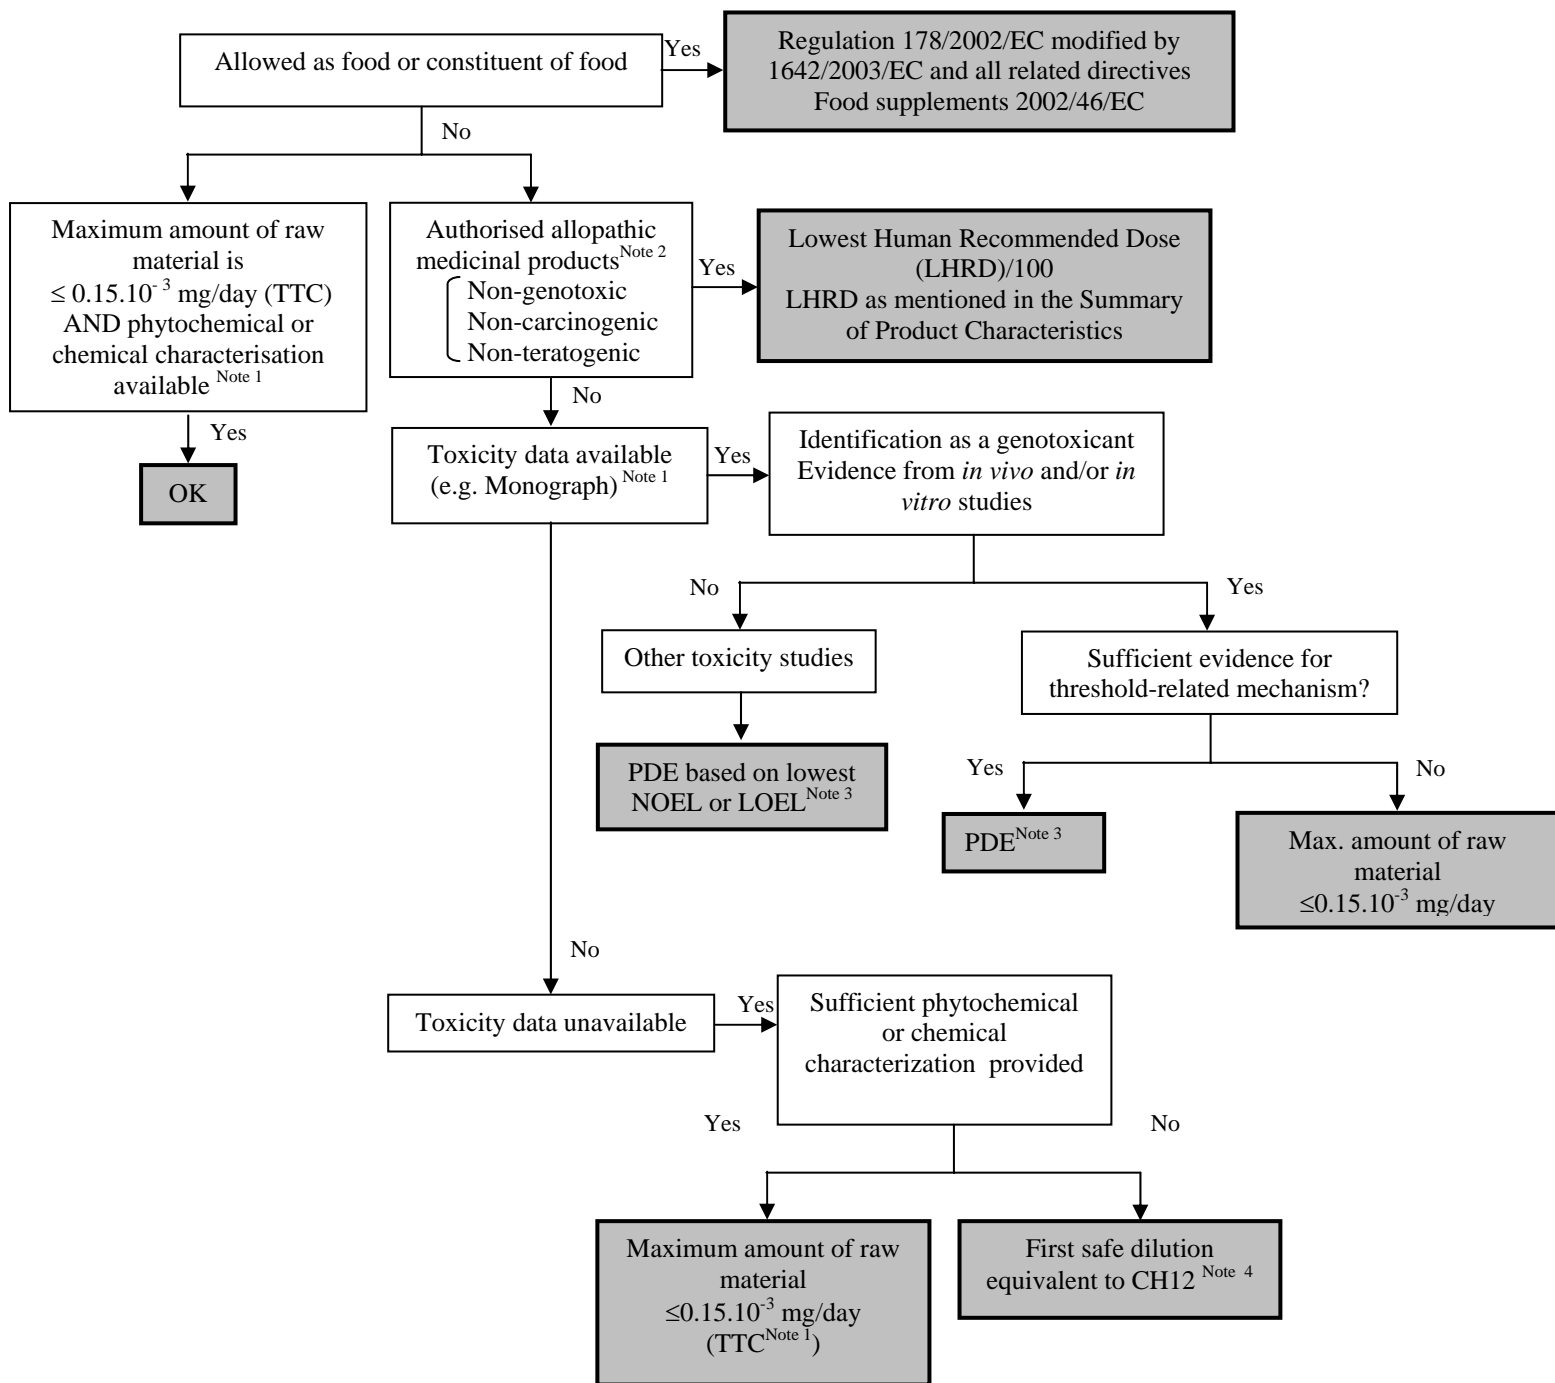 Allowed as food or constituent of food
Yes
Regulation 178/2002/EC modified by
1642/2003/EC and all related directives
Food supplements 2002/46/EC
No
Maximum amount of raw
material is
≤ 0.15.10⁻³ mg/day (TTC)
AND phytochemical or
chemical characterisation
available Note 1
Yes
OK
Authorised allopathic
medicinal products Note 2
Non-genotoxic
Non-carcinogenic
Non-teratogenic
Yes
Lowest Human Recommended Dose
(LHRD)/100
LHRD as mentioned in the Summary
of Product Characteristics
No
Toxicity data available
(e.g. Monograph) Note 1
Yes
Identification as a genotoxicant
Evidence from in vivo and/or in
vitro studies
No
Yes
Other toxicity studies
Sufficient evidence for
threshold-related mechanism?
PDE based on lowest
NOEL or LOEL Note 3
Yes
No
PDE Note 3
Max. amount of raw
material
≤0.15.10⁻³ mg/day
No
Toxicity data unavailable
Yes
Sufficient phytochemical
or chemical
characterization provided
Yes
No
Maximum amount of raw
material
≤0.15.10⁻³ mg/day
(TTC Note 1)
First safe dilution
equivalent to CH12 Note 4